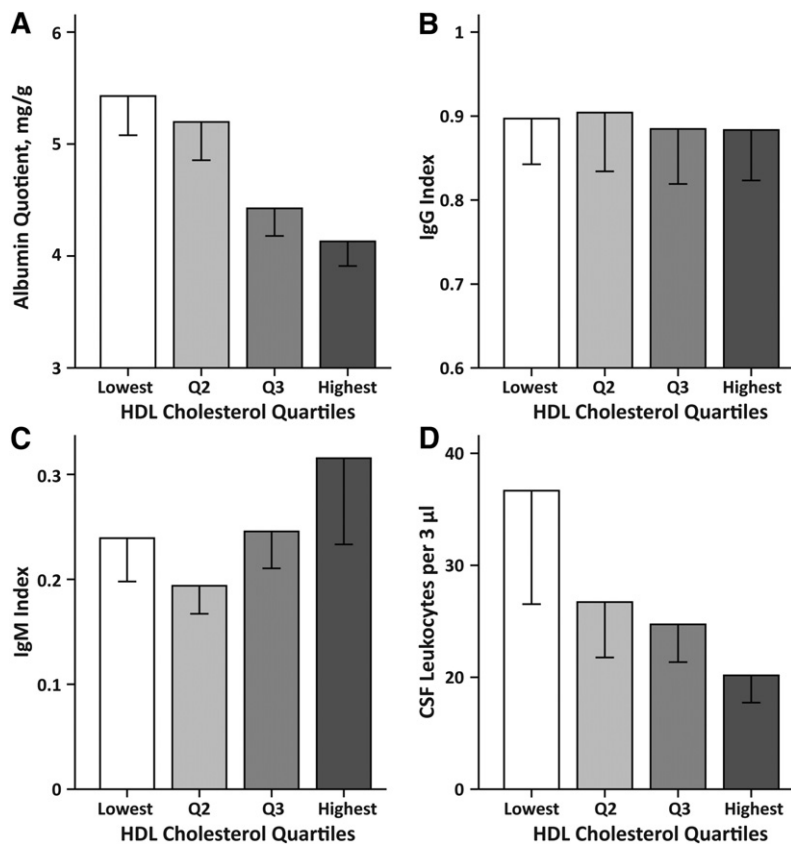 A
Albumin Quotient, mg/g
6
5
4
3
Lowest Q2 Q3 Highest
HDL Cholesterol Quartiles
B
IgG Index
1
0.9
0.8
0.7
0.6
Lowest Q2 Q3 Highest
HDL Cholesterol Quartiles
C
IgM Index
0.3
0.2
0.1
0
Lowest Q2 Q3 Highest
HDL Cholesterol Quartiles
D
CSF Leukocytes per 3 µl
40
30
20
0
Lowest Q2 Q3 Highest
HDL Cholesterol Quartiles